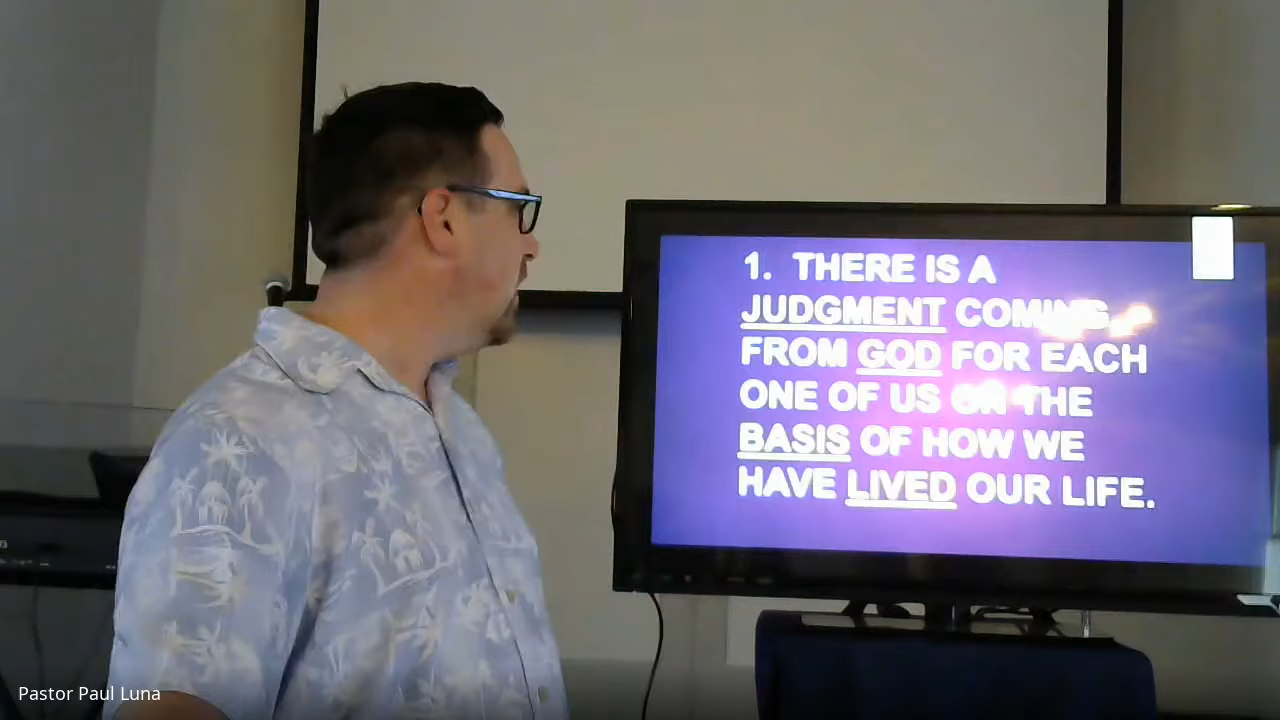 1. THERE IS A
JUDGMENT COMING
FROM GOD FOR EACH
ONE OF US ON THE
BASIS OF HOW WE
HAVE LIVED OUR LIFE.
Pastor Paul Luna